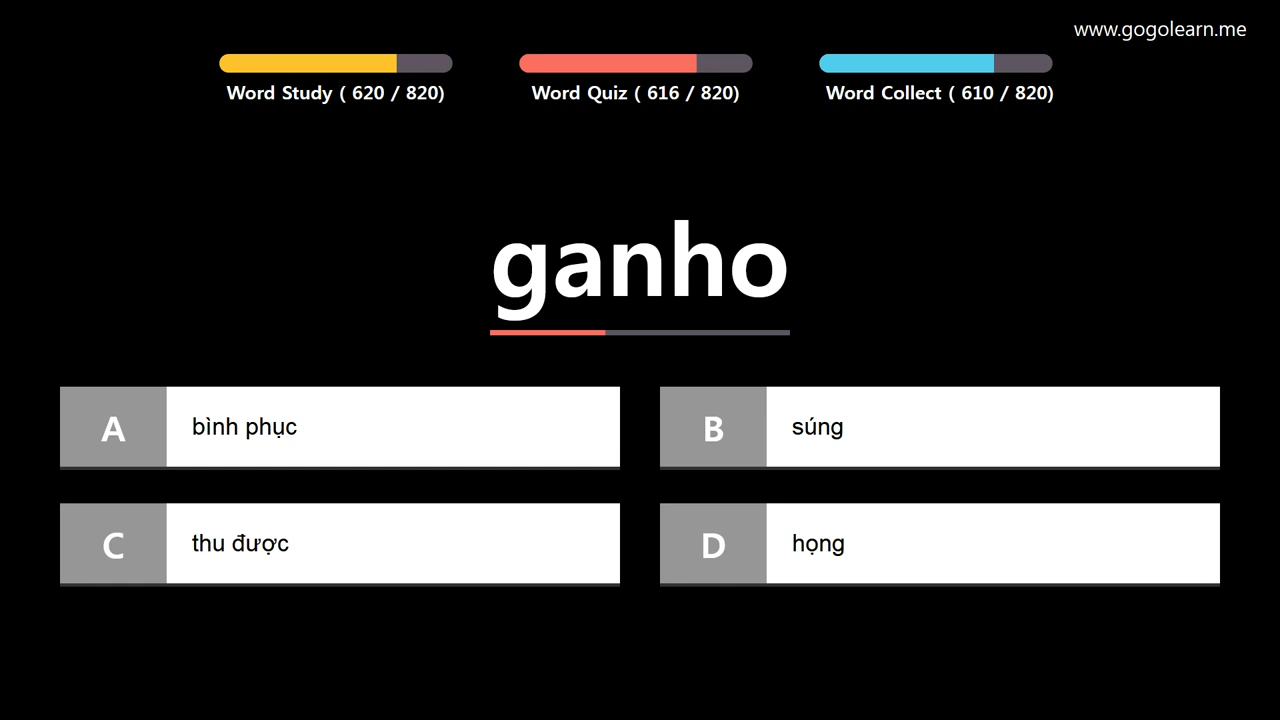 www.gogolearn.me
Word Study ( 620 / 820)
Word Quiz ( 616 / 820)
Word Collect ( 610 / 820)
ganho
A
bình phục
B
súng
C
thu được
D
họng